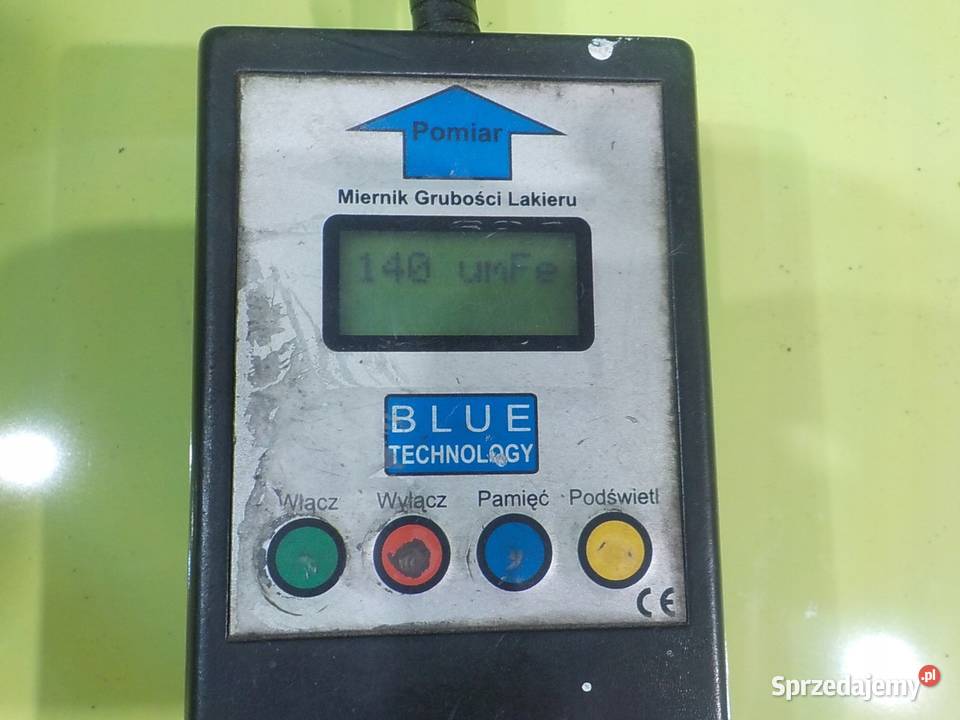 Pomiar
Miernik Grubości Lakieru
140 umFe
BLUE
TECHNOLOGY
Włącz Wyłącz Pamięć Podświetl
CE
Sprzedajemy.pl